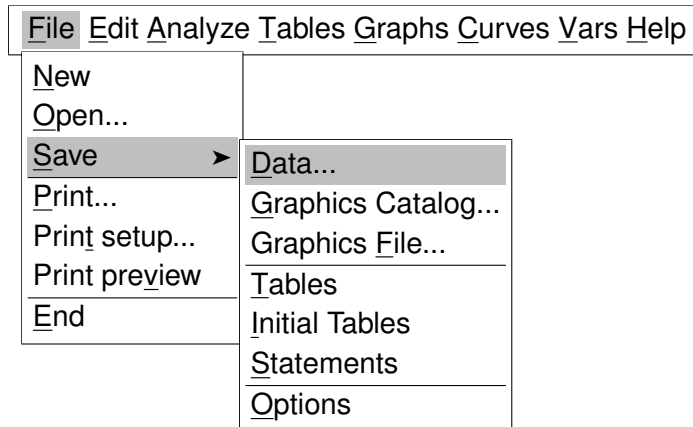 File Edit Analyze Tables Graphs Curves Vars Help
New
Open...
Save
Print...
Print setup...
Print preview
End
Data...
Graphics Catalog...
Graphics File...
Tables
Initial Tables
Statements
Options